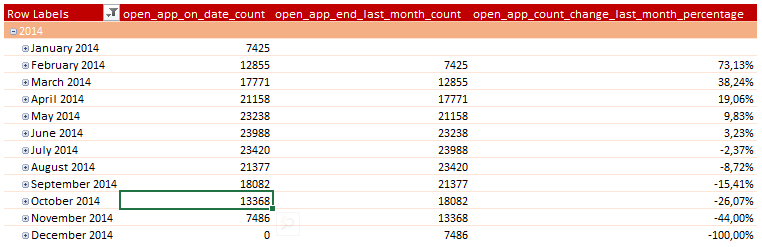 Row Labels open_app_on_date_count open_app_end_last_month_count open_app_count_change_last_month_percentage
2014
January 2014 7425
February 2014 12855 7425 73,13%
March 2014 17771 12855 38,24%
April 2014 21158 17771 19,06%
May 2014 23238 21158 9,83%
June 2014 23988 23238 3,23%
July 2014 23420 23988 -2,37%
August 2014 21377 23420 -8,72%
September 2014 18082 21377 -15,41%
October 2014 13368 18082 -26,07%
November 2014 7486 13368 -44,00%
December 2014 0 7486 -100,00%